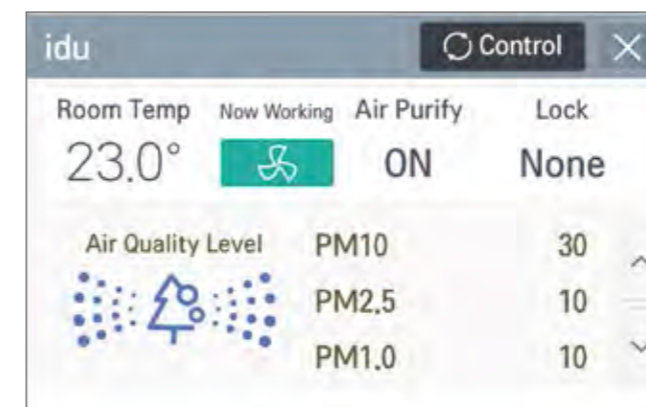 idu Control
Room Temp Now Working Air Purify Lock
23.0° ON None
Air Quality Level PM10 30
PM2.5 10
PM1.0 10